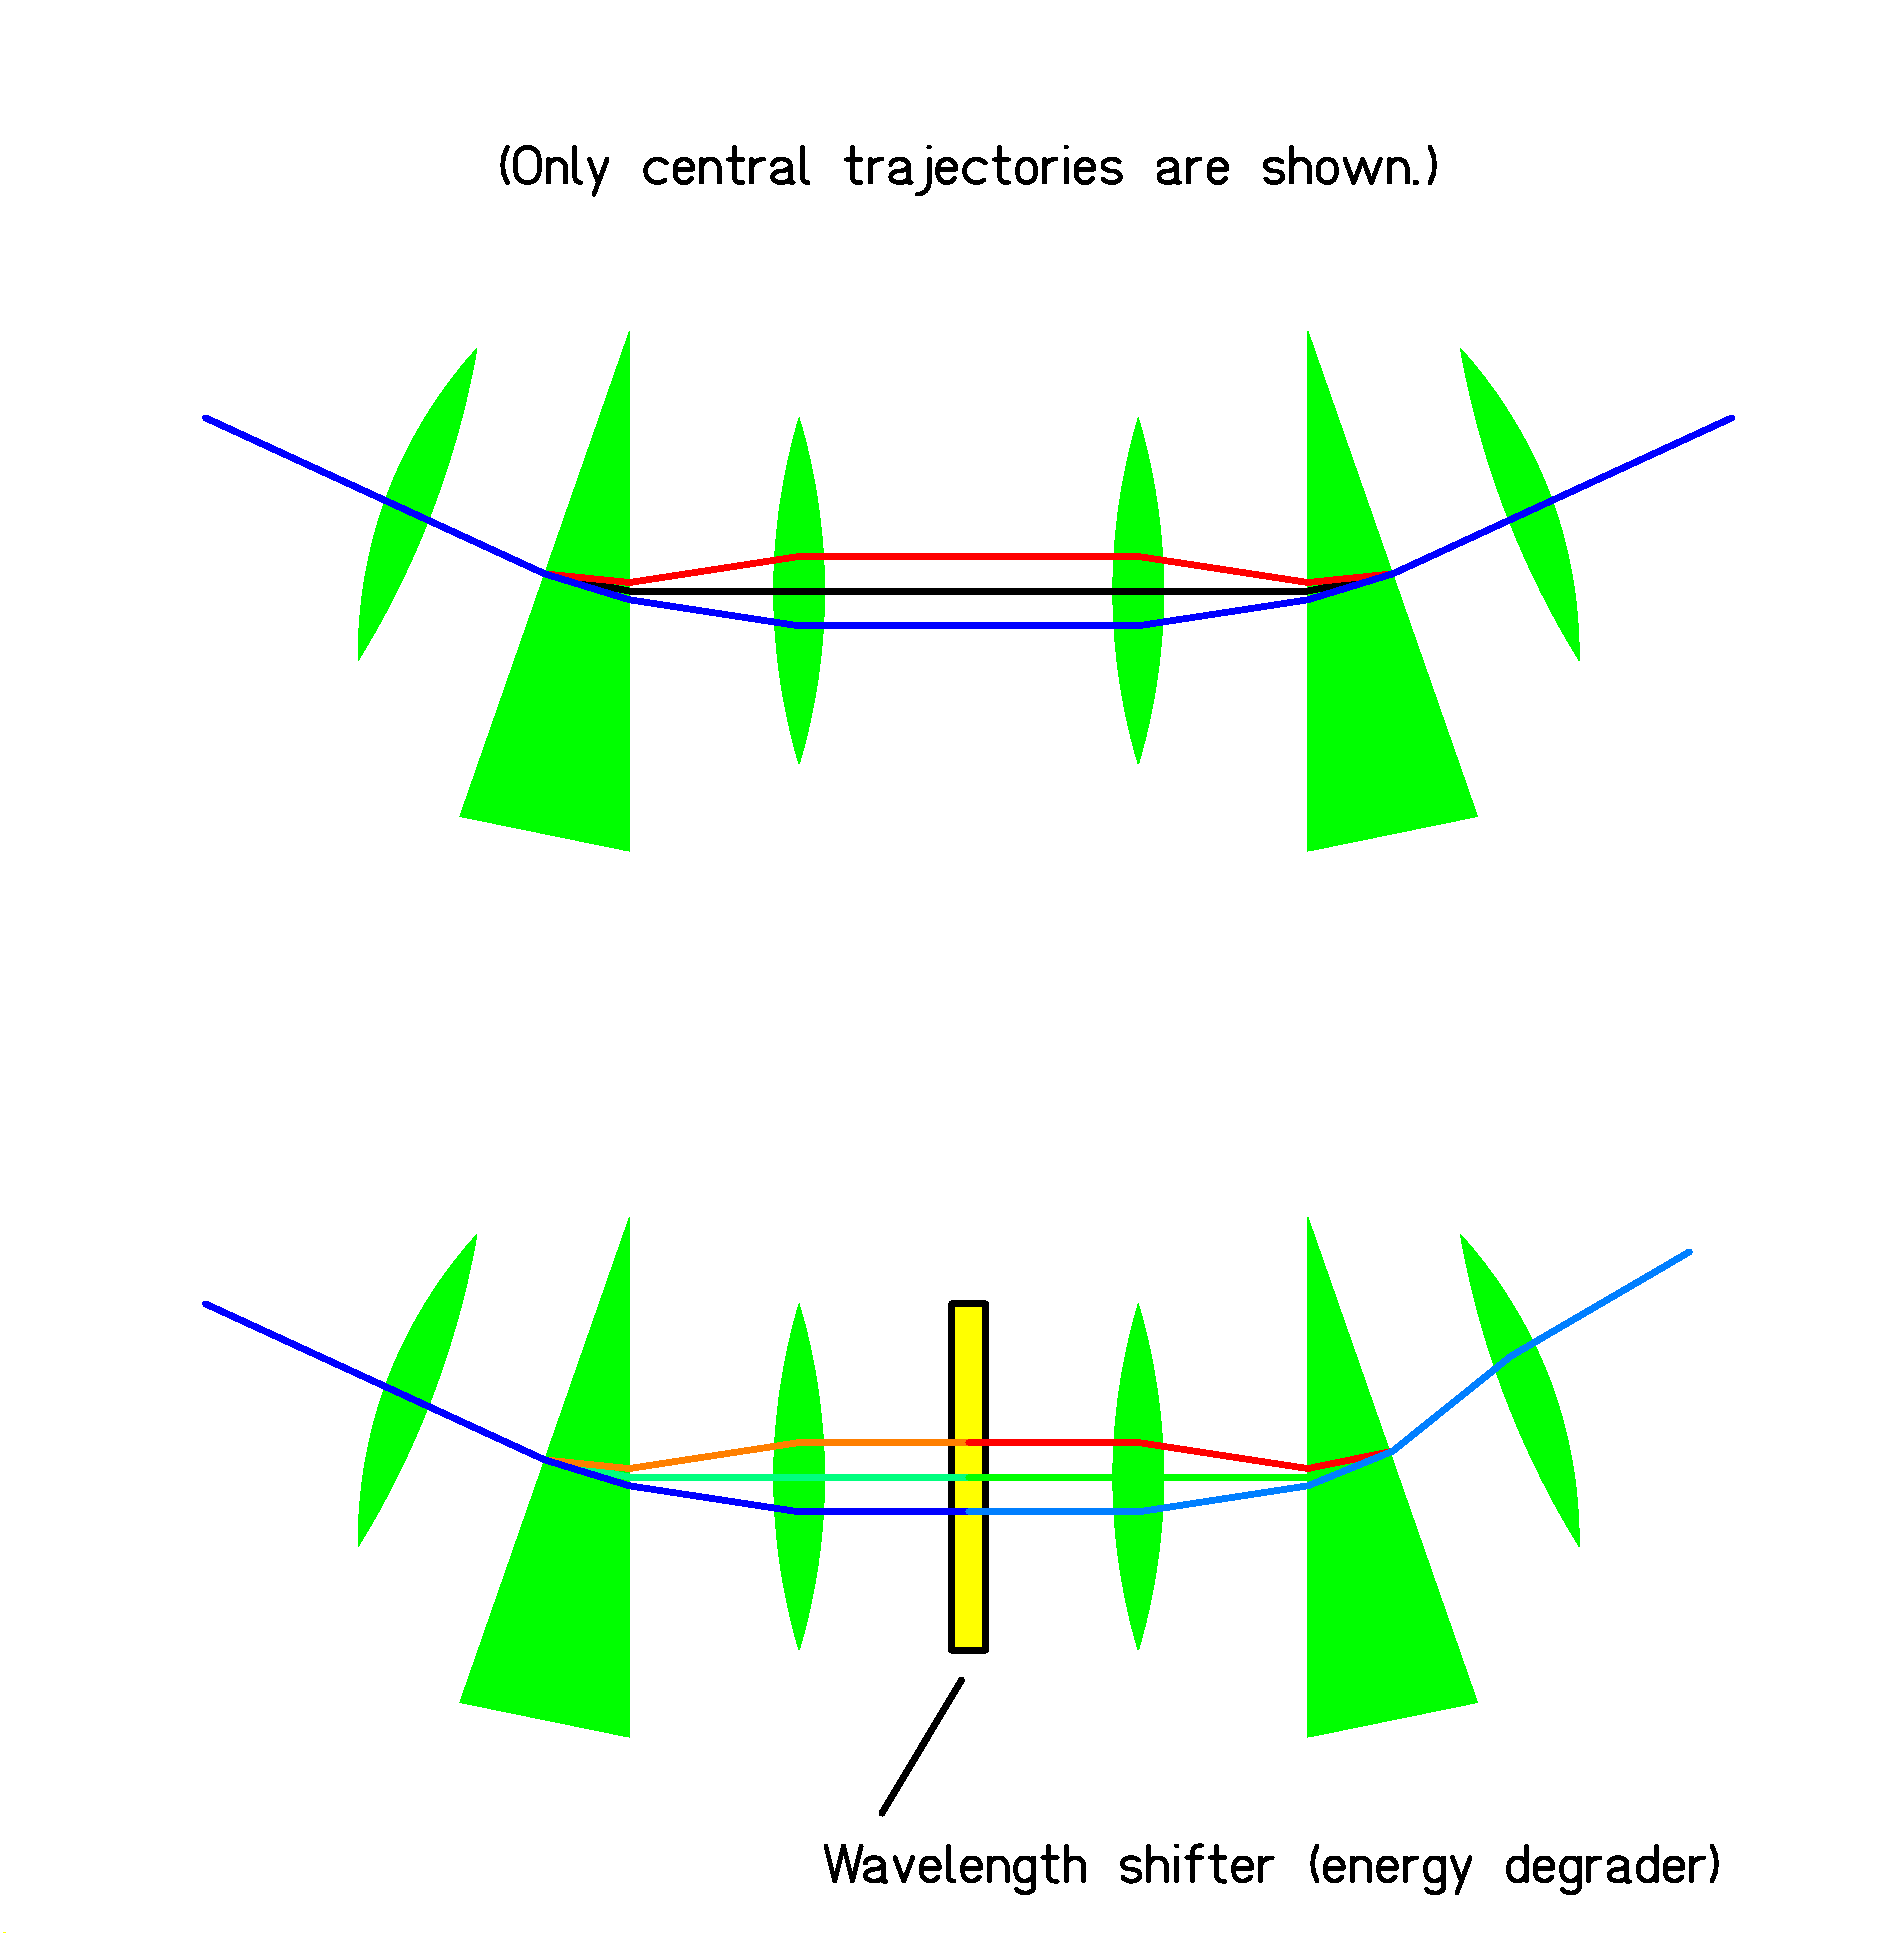 (Only central trajectories are shown.)
Wavelength shifter (energy degrader)